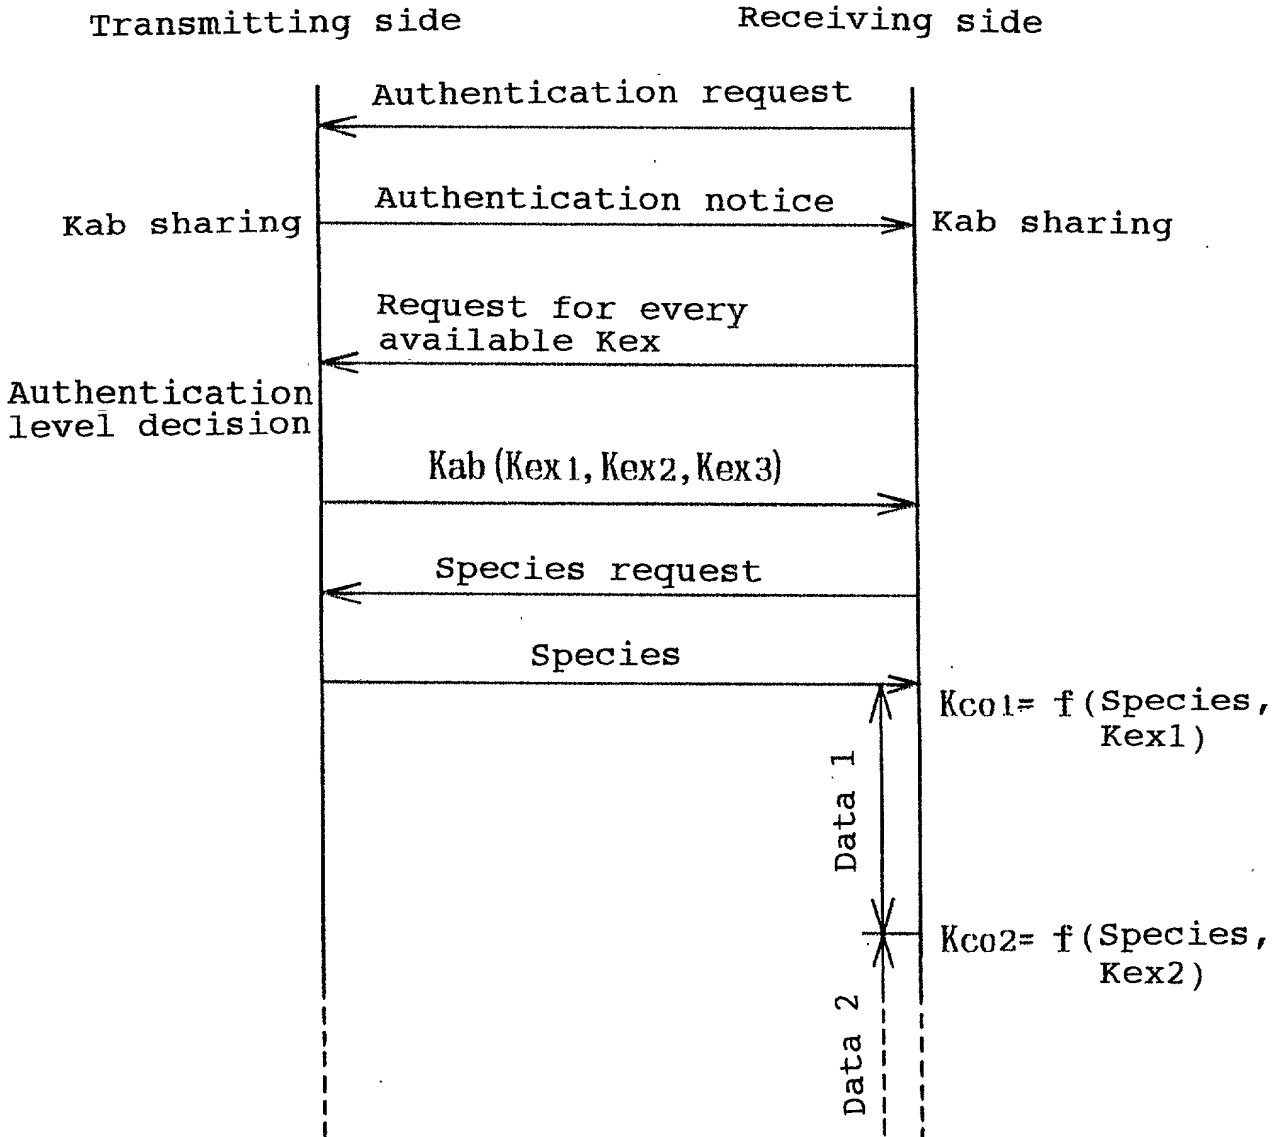 Transmitting side
Receiving side
Authentication request
Authentication notice
Kab sharing
Kab sharing
Request for every
available Kex
Authentication
level decision
Kab(Kex1,Kex2,Kex3)
Species request
Species
Kco1= f(Species,
Kex1)
Data 1
Kco2= f(Species,
Kex2)
Data 2